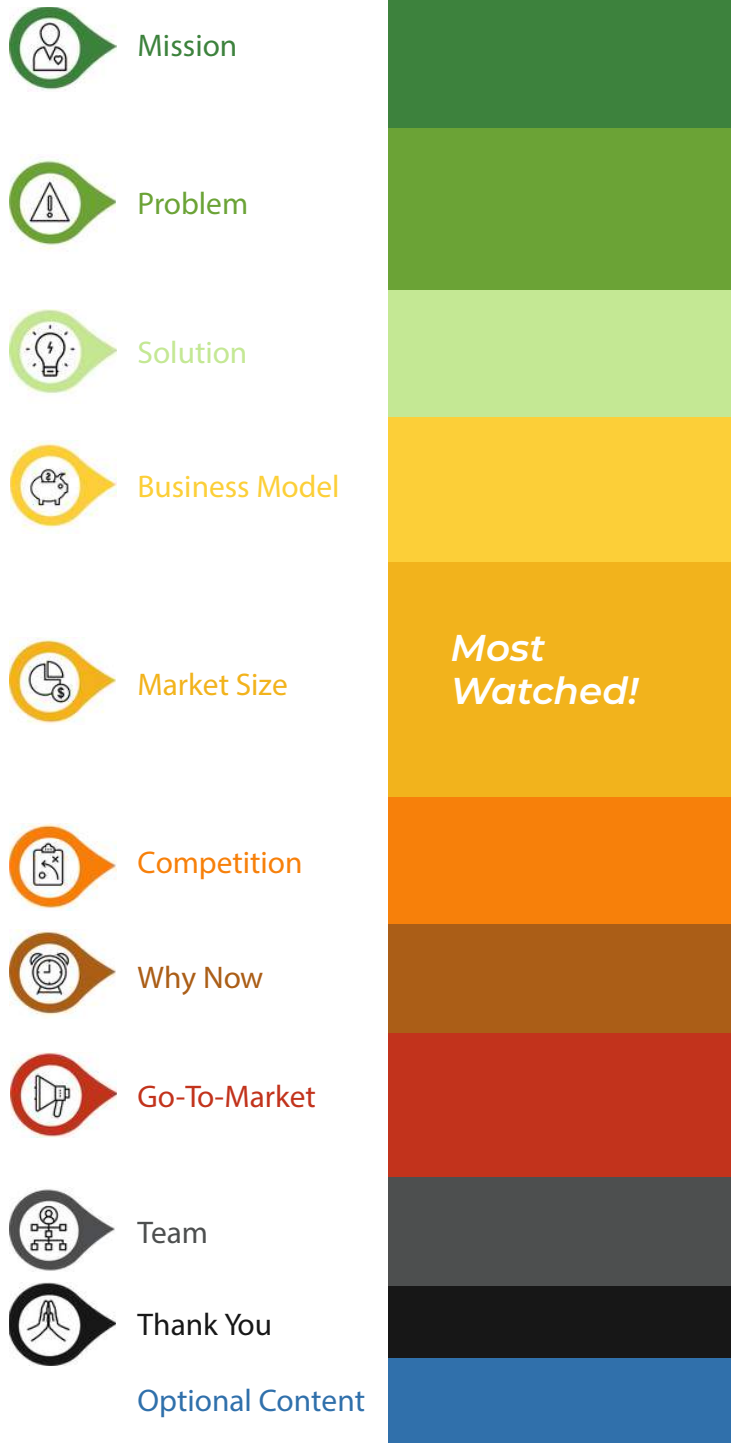 Mission
Problem
Solution
Business Model
Most
Watched!
Market Size
Competition
Why Now
Go-To-Market
Team
Thank You
Optional Content